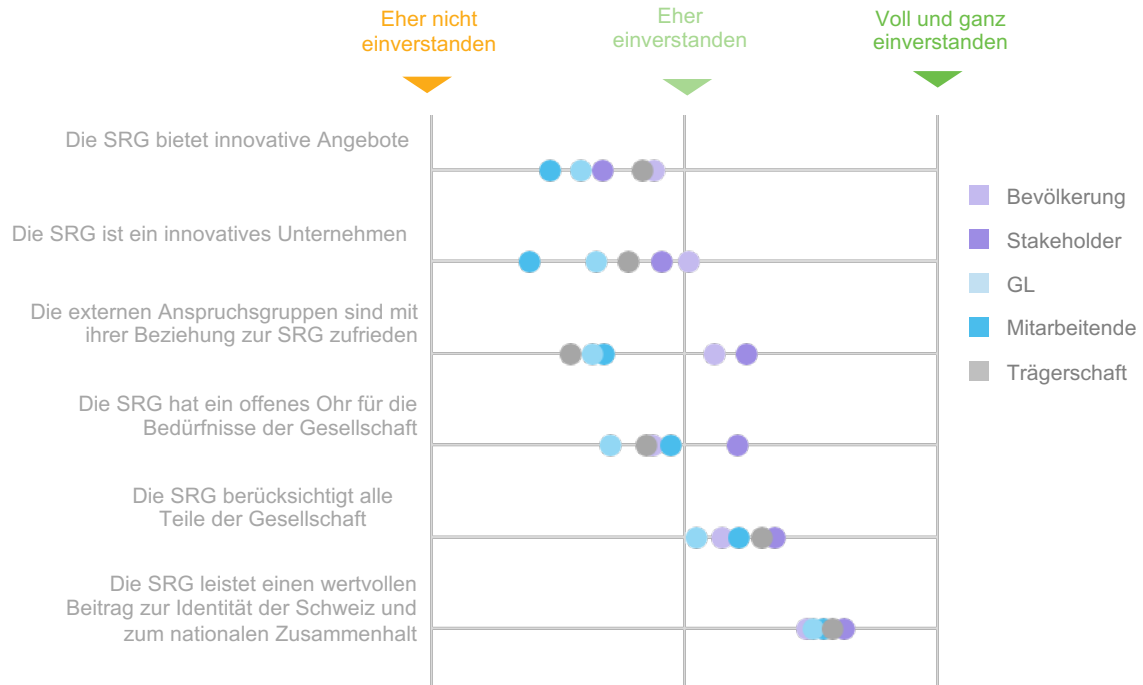 Eher nicht
einverstanden
Eher
einverstanden
Voll und ganz
einverstanden
Die SRG bietet innovative Angebote
Die SRG ist ein innovatives Unternehmen
Die externen Anspruchsgruppen sind mit
ihrer Beziehung zur SRG zufrieden
Die SRG hat ein offenes Ohr für die
Bedürfnisse der Gesellschaft
Die SRG berücksichtigt alle
Teile der Gesellschaft
Die SRG leistet einen wertvollen
Beitrag zur Identität der Schweiz und
zum nationalen Zusammenhalt
Bevölkerung
Stakeholder
GL
Mitarbeitende
Trägerschaft